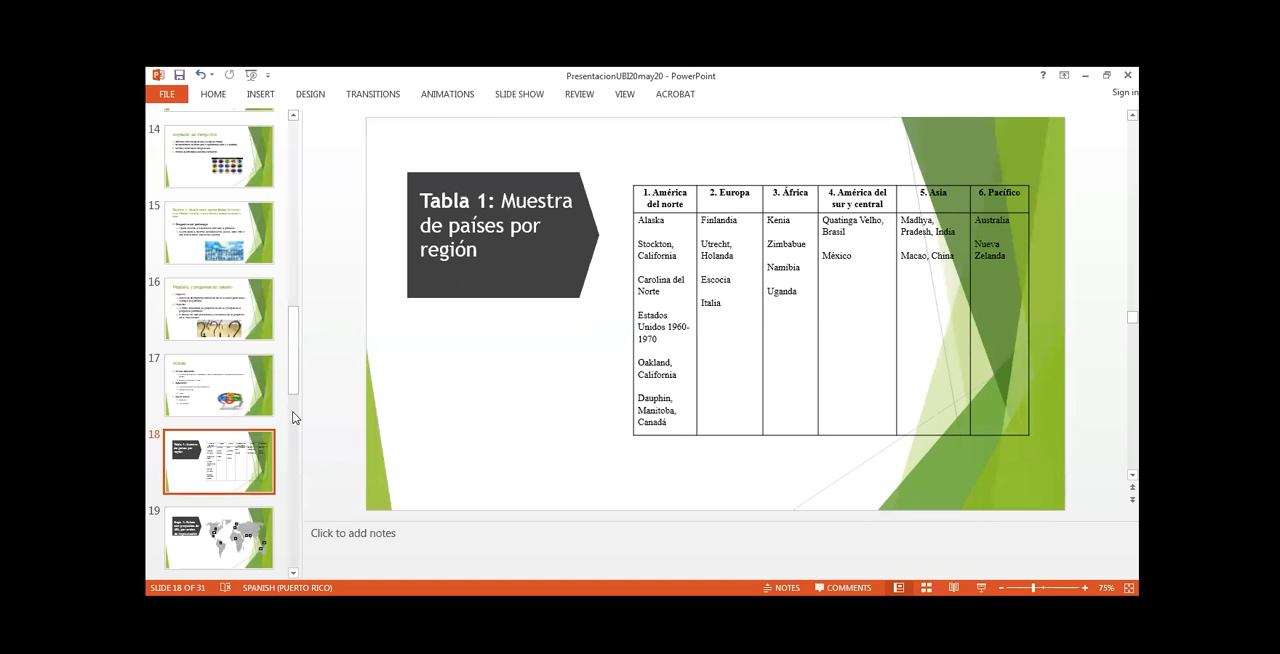 PresentacionUBI20may20 - PowerPoint
?
FILE HOME INSERT DESIGN TRANSITIONS ANIMATIONS SLIDE SHOW REVIEW VIEW ACROBAT
Sign in
14
15
16
17
18
19
Tabla 1: Muestra
de países por
región
1. América
del norte
Alaska
Stockton,
California
Carolina del
Norte
Estados
Unidos 1960-
1970
Oakland,
California
Dauphin,
Manitoba,
Canadá
2. Europa
Finlandia
Utrecht,
Holanda
Escocia
Italia
3. África
Kenia
Zimbabue
Namibia
Uganda
4. América del
sur y central
Quatinga Velho,
Brasil
México
5. Asia
Madhya,
Pradesh, India
Macao, China
6. Pacífico
Australia
Nueva
Zelanda
Click to add notes
SLIDE 18 OF 31 SPANISH (PUERTO RICO) NOTES COMMENTS 75%